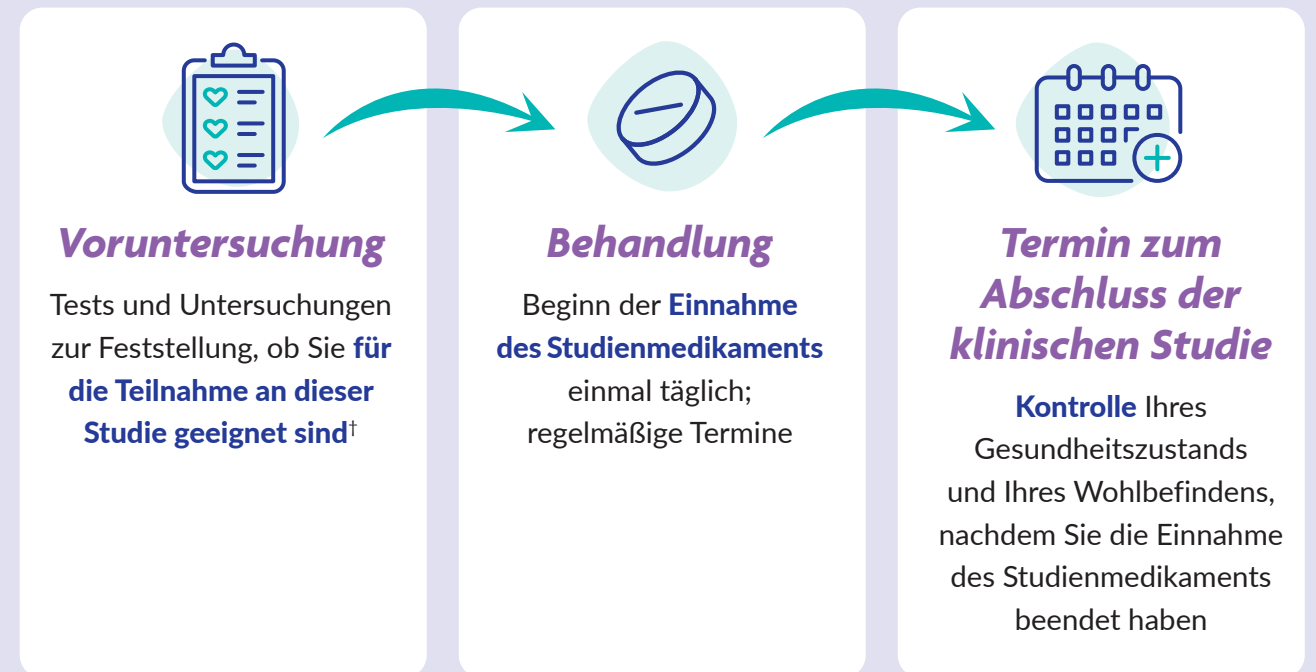 Voruntersuchung
Tests und Untersuchungen
zur Feststellung, ob Sie für
die Teilnahme an dieser
Studie geeignet sind†
Behandlung
Beginn der Einnahme
des Studienmedikaments
einmal täglich;
regelmäßige Termine
Termin zum
Abschluss der
klinischen Studie
Kontrolle Ihres
Gesundheitszustands
und Ihres Wohlbefindens,
nachdem Sie die Einnahme
des Studienmedikaments
beendet haben